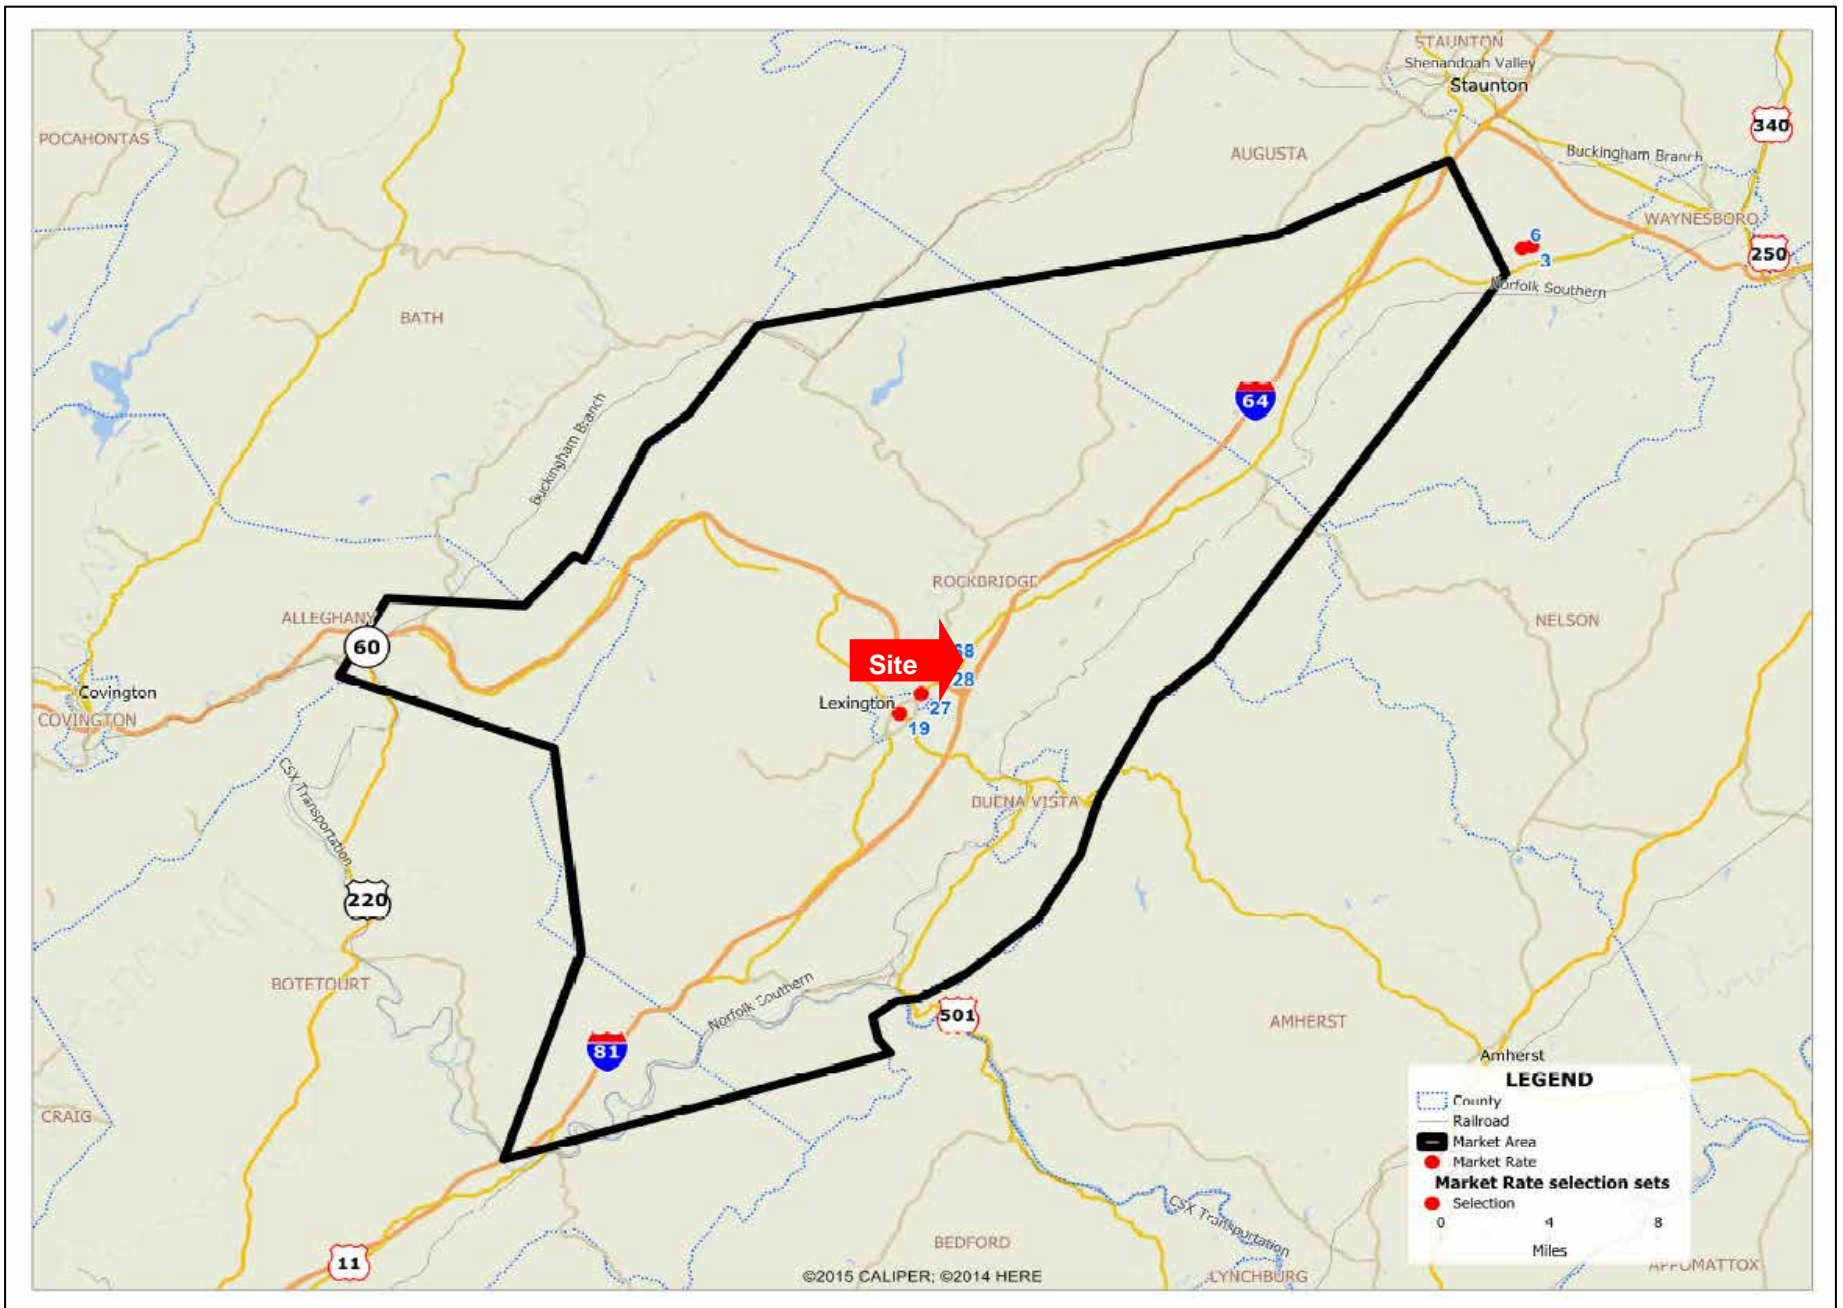 STAUNTON
Shenandoah Valley
Staunton
340
POCAHONTAS
AUGUSTA
Buckingham Branch
WAYNESBORO
6
3
250
Norfolk Southern
BATH
64
Buckingham Branch
ROCKBRIDGE
ALLEGHANY
60
NELSON
Site
28
Covington
Lexington
27
COVINGTON
19
CSX Transportation
BUENA VISTA
220
BOTETOURT
Norfolk Southern
501
AMHERST
81
Amherst
LEGEND
County
Railroad
Market Area
Market Rate
Market Rate selection sets
Selection
0 4 8
Miles
CRAIG
CSX Transportation
BEDFORD
11
©2015 CALIPER; ©2014 HERE
LYNCHBURG
APPOMATTOX